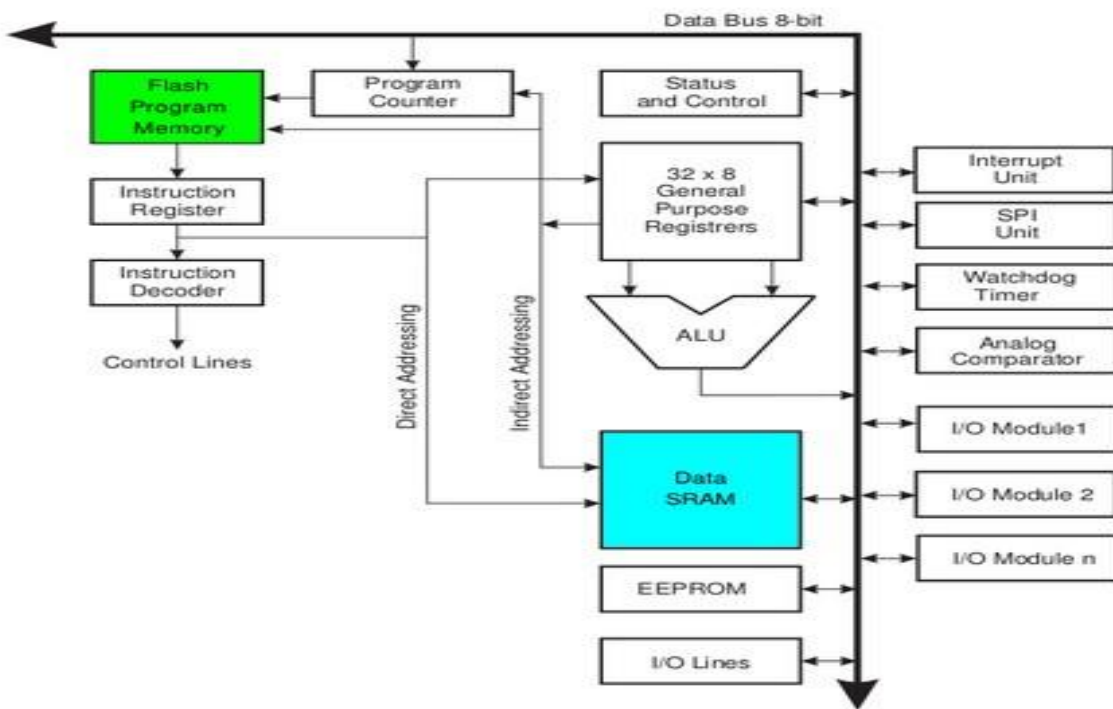 Data Bus 8-bit
Flash
Program
Memory
Program
Counter
Status
and Control
Instruction
Register
32 x 8
General
Purpose
Registrers
Interrupt
Unit
SPI
Unit
Instruction
Decoder
Watchdog
Timer
Control Lines
Direct Addressing
Indirect Addressing
ALU
Analog
Comparator
I/O Module1
Data
SRAM
I/O Module 2
I/O Module n
EEPROM
I/O Lines